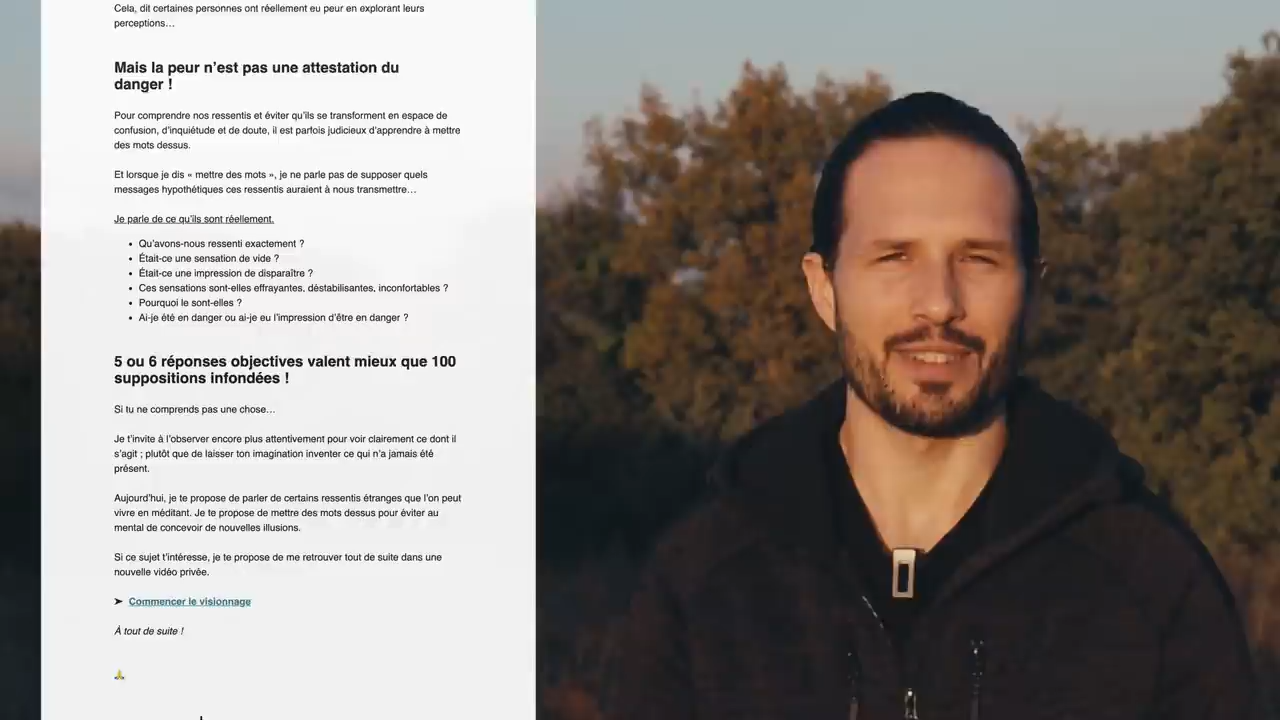 Cela, dit certaines personnes ont réellement eu peur en explorant leurs
perceptions…
Mais la peur n’est pas une attestation du
danger !
Pour comprendre nos ressentis et éviter qu’ils se transforment en espace de
confusion, d’inquiétude et de doute, il est parfois judicieux d’apprendre à mettre
des mots dessus.
Et lorsque je dis « mettre des mots », je ne parle pas de supposer quels
messages hypothétiques ces ressentis auraient à nous transmettre…
Je parle de ce qu’ils sont réellement.
• Qu’avons-nous ressenti exactement ?
• Était-ce une sensation de vide ?
• Était-ce une impression de disparaître ?
• Ces sensations sont-elles effrayantes, déstabilisantes, inconfortables ?
• Pourquoi le sont-elles ?
• Ai-je été en danger ou ai-je eu l’impression d’être en danger ?
5 ou 6 réponses objectives valent mieux que 100
suppositions infondées !
Si tu ne comprends pas une chose…
Je t’invite à l’observer encore plus attentivement pour voir clairement ce dont il
s’agit ; plutôt que de laisser ton imagination inventer ce qui n’a jamais été
présent.
Aujourd’hui, je te propose de parler de certains ressentis étranges que l’on peut
vivre en méditant. Je te propose de mettre des mots dessus pour éviter au
mental de concevoir de nouvelles illusions.
Si ce sujet t’intéresse, je te propose de me retrouver tout de suite dans une
nouvelle vidéo privée.
➤ Commencer le visionnage
À tout de suite !
🙏